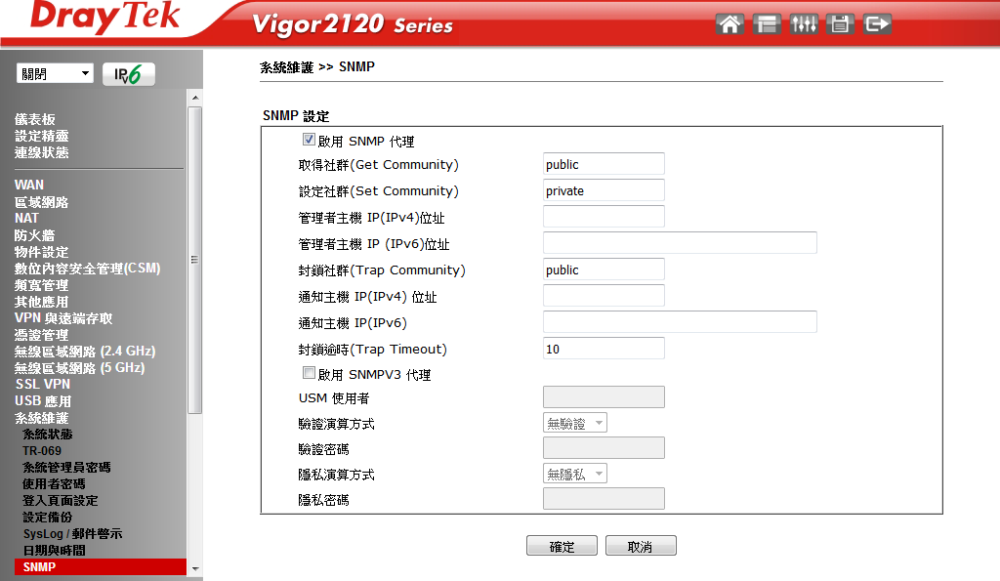 DrayTek
Vigor2120 Series
關閉
IPv6
儀表板
設定精靈
連線狀態
WAN
區域網路
NAT
防火牆
物件設定
數位內容安全管理(CSM)
頻寬管理
其他應用
VPN 與遠端存取
憑證管理
無線區域網路 (2.4 GHz)
無線區域網路 (5 GHz)
SSL VPN
USB 應用
系統維護
系統狀態
TR-069
系統管理員密碼
使用者密碼
登入頁面設定
設定備份
SysLog / 郵件警示
日期與時間
SNMP
系統維護 >> SNMP
SNMP 設定
啟用 SNMP 代理
取得社群(Get Community) public
設定社群(Set Community) private
管理者主機 IP(IPv4)位址
管理者主機 IP (IPv6)位址
封鎖社群(Trap Community) public
通知主機 IP(IPv4) 位址
通知主機 IP(IPv6)
封鎖逾時(Trap Timeout) 10
啟用 SNMPV3 代理
USM 使用者
驗證演算方式 無驗證
驗證密碼
隱私演算方式 無隱私
隱私密碼
確定 取消